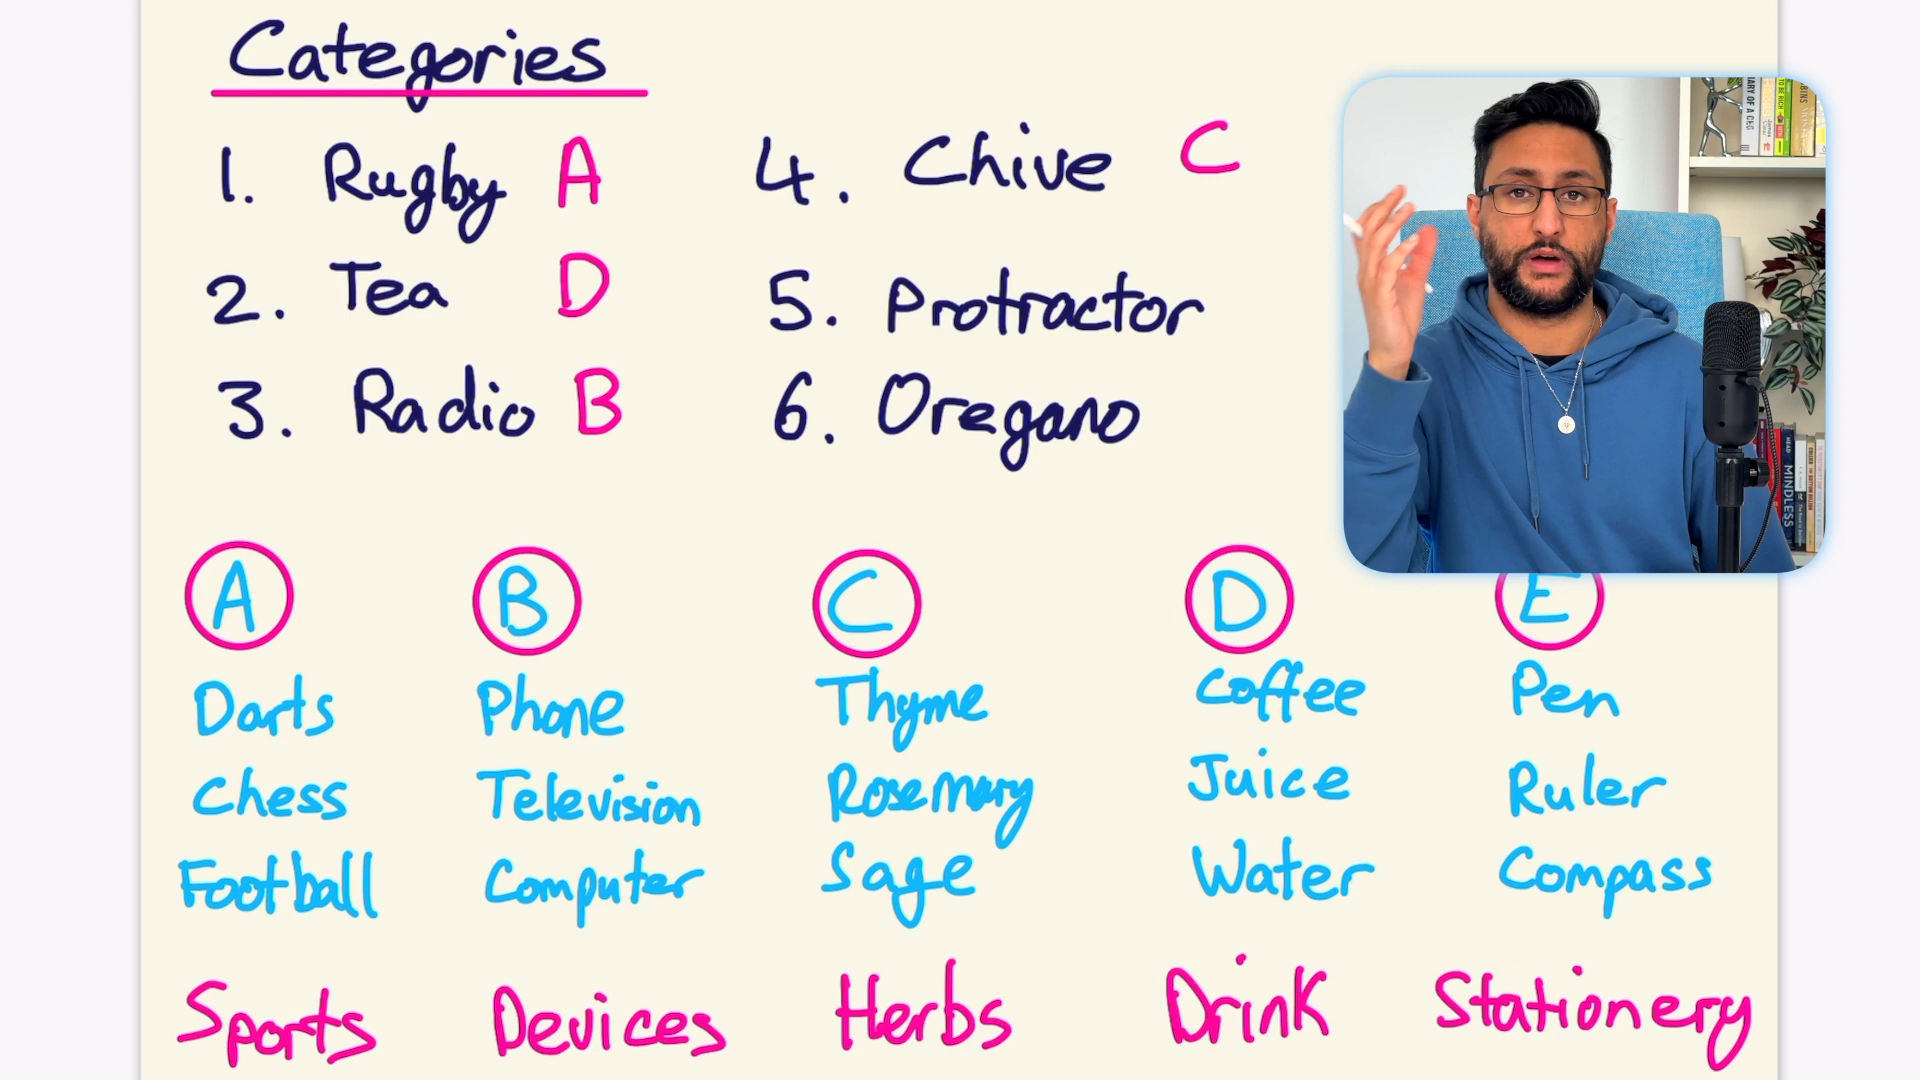 Categories
1. Rugby A
2. Tea D
3. Radio B
4. Chive C
5. Protractor
6. Oregano
A
Darts
Chess
Football
Sports
B
Phone
Television
Computer
Devices
C
Thyme
Rosemary
Sage
Herbs
D
Coffee
Juice
Water
Drink
E
Pen
Ruler
Compass
Stationery
MINDLESS